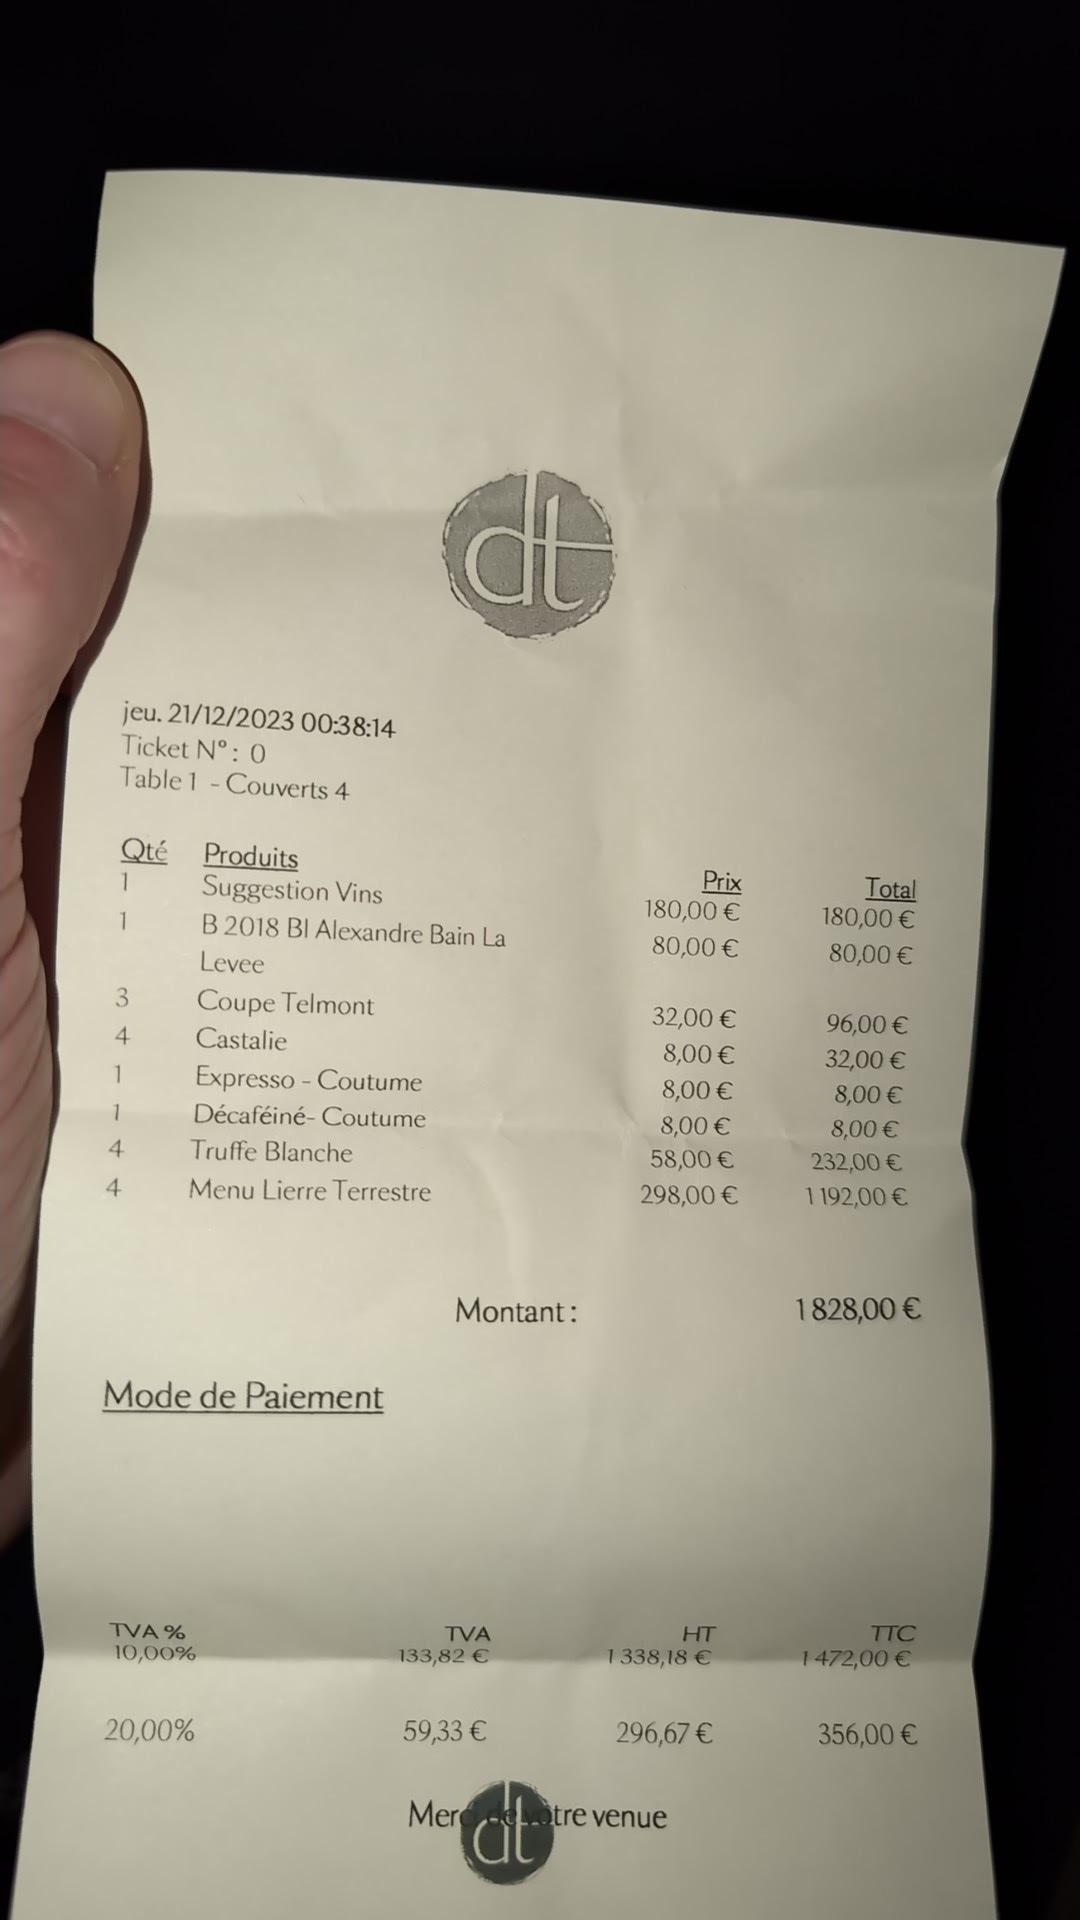 dt
jeu. 21/12/2023 00:38:14
Ticket N° : 0
Table 1 - Couverts 4
Qté Produits Prix Total
1 Suggestion Vins 180,00 € 180,00 €
1 B 2018 Bl Alexandre Bain La 80,00 € 80,00 €
Levee
3 Coupe Telmont 32,00 € 96,00 €
4 Castalie 8,00 € 32,00 €
1 Expresso - Coutume 8,00 € 8,00 €
1 Décaféiné- Coutume 8,00 € 8,00 €
4 Truffe Blanche 58,00 € 232,00 €
4 Menu Lierre Terrestre 298,00 € 1 192,00 €
Montant : 1 828,00 €
Mode de Paiement
TVA % TVA HT TTC
10,00% 133,82 € 1 338,18 € 1 472,00 €
20,00% 59,33 € 296,67 € 356,00 €
Merci de votre venue
dt